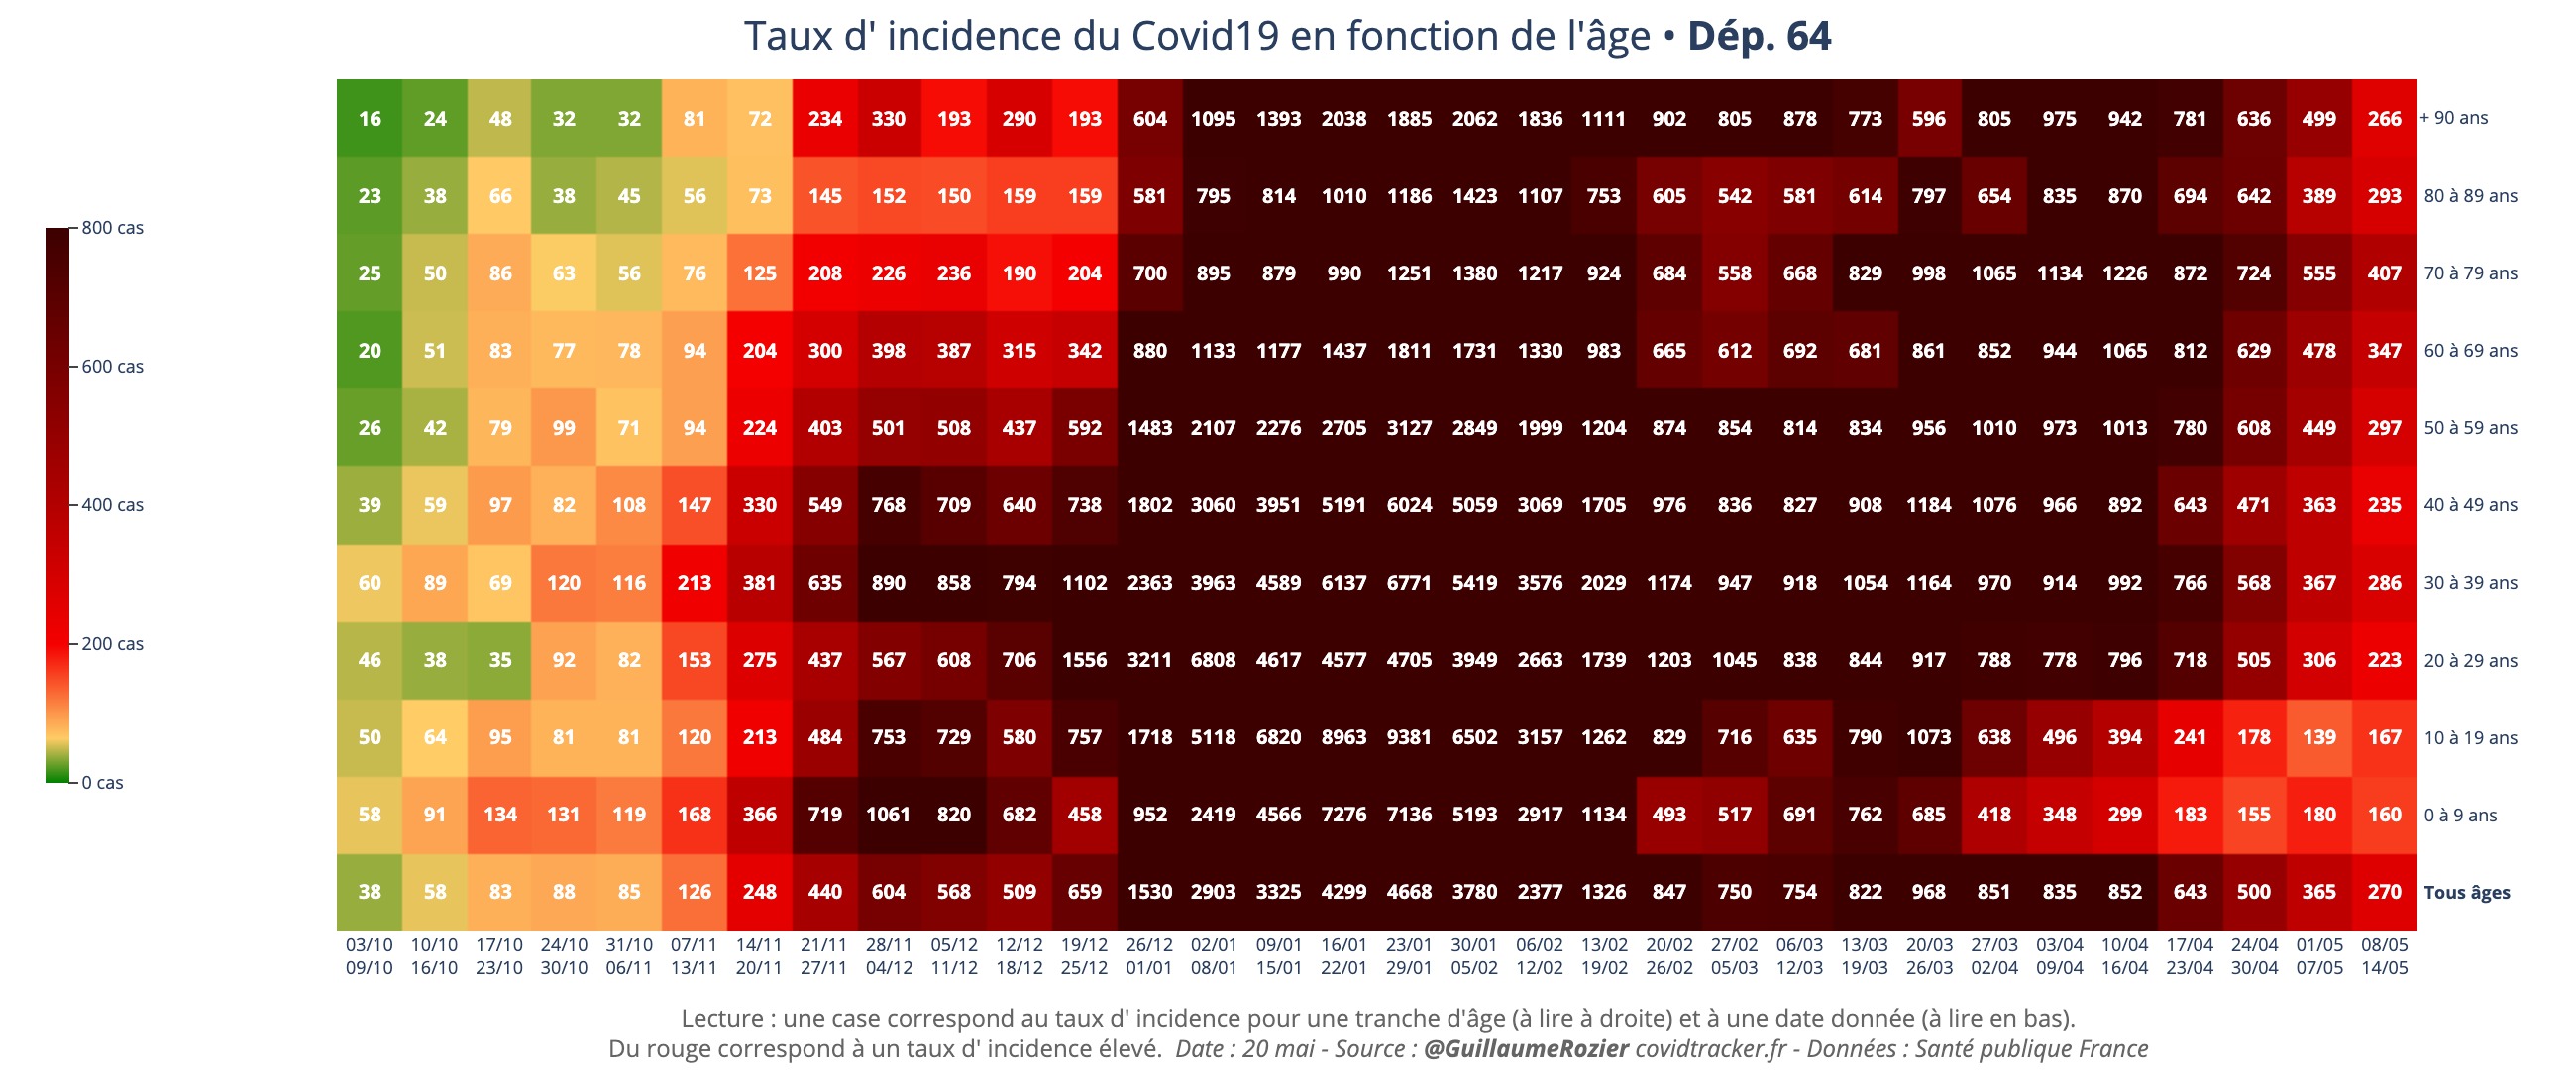 Taux d' incidence du Covid19 en fonction de l'âge • Dép. 64
16 24 48 32 32 81 72 234 330 193 290 193 604 1095 1393 2038 1885 2062 1836 1111 902 805 878 773 596 805 975 942 781 636 499 266 + 90 ans
23 38 66 38 45 56 73 145 152 150 159 159 581 795 814 1010 1186 1423 1107 753 605 542 581 614 797 654 835 870 694 642 389 293 80 à 89 ans
800 cas
25 50 86 63 56 76 125 208 226 236 190 204 700 895 879 990 1251 1380 1217 924 684 558 668 829 998 1065 1134 1226 872 724 555 407 70 à 79 ans
20 51 83 77 78 94 204 300 398 387 315 342 880 1133 1177 1437 1811 1731 1330 983 665 612 692 681 861 852 944 1065 812 629 478 347 60 à 69 ans
600 cas
26 42 79 99 71 94 224 403 501 508 437 592 1483 2107 2276 2705 3127 2849 1999 1204 874 854 814 834 956 1010 973 1013 780 608 449 297 50 à 59 ans
400 cas
39 59 97 82 108 147 330 549 768 709 640 738 1802 3060 3951 5191 6024 5059 3069 1705 976 836 827 908 1184 1076 966 892 643 471 363 235 40 à 49 ans
60 89 69 120 116 213 381 635 890 858 794 1102 2363 3963 4589 6137 6771 5419 3576 2029 1174 947 918 1054 1164 970 914 992 766 568 367 286 30 à 39 ans
200 cas
46 38 35 92 82 153 275 437 567 608 706 1556 3211 6808 4617 4577 4705 3949 2663 1739 1203 1045 838 844 917 788 778 796 718 505 306 223 20 à 29 ans
50 64 95 81 81 120 213 484 753 729 580 757 1718 5118 6820 8963 9381 6502 3157 1262 829 716 635 790 1073 638 496 394 241 178 139 167 10 à 19 ans
0 cas
58 91 134 131 119 168 366 719 1061 820 682 458 952 2419 4566 7276 7136 5193 2917 1134 493 517 691 762 685 418 348 299 183 155 180 160 0 à 9 ans
38 58 83 88 85 126 248 440 604 568 509 659 1530 2903 3325 4299 4668 3780 2377 1326 847 750 754 822 968 851 835 852 643 500 365 270 Tous âges
03/10 10/10 17/10 24/10 31/10 07/11 14/11 21/11 28/11 05/12 12/12 19/12 26/12 02/01 09/01 16/01 23/01 30/01 06/02 13/02 20/02 27/02 06/03 13/03 20/03 27/03 03/04 10/04 17/04 24/04 01/05 08/05
09/10 16/10 23/10 30/10 06/11 13/11 20/11 27/11 04/12 11/12 18/12 25/12 01/01 08/01 15/01 22/01 29/01 05/02 12/02 19/02 26/02 05/03 12/03 19/03 26/03 02/04 09/04 16/04 23/04 30/04 07/05 14/05
Lecture : une case correspond au taux d' incidence pour une tranche d'âge (à lire à droite) et à une date donnée (à lire en bas).
Du rouge correspond à un taux d' incidence élevé. Date : 20 mai - Source : @GuillaumeRozier covidtracker.fr - Données : Santé publique France